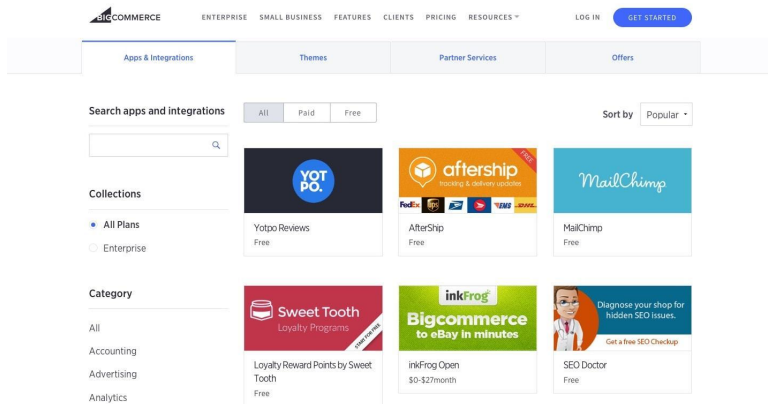 BIGCOMMERCE
ENTERPRISE SMALL BUSINESS FEATURES CLIENTS PRICING RESOURCES LOG IN GET STARTED
Apps & Integrations Themes Partner Services Offers
Search apps and integrations
All Paid Free
Sort by Popular
YOT
PO.
FREE
aftership
tracking & delivery updates
FedEx ups EMS DHL
MailChimp
Collections
All Plans
Enterprise
Yotpo Reviews
Free
AfterShip
Free
MailChimp
Free
Category
All
Accounting
Advertising
Analytics
Sweet Tooth
Loyalty Programs
START FOR FREE
inkFrog
Bigcommerce
to eBay in minutes
Diagnose your shop for
hidden SEO issues.
Get a free SEO Checkup
Loyalty Reward Points by Sweet
Tooth
Free
inkFrog Open
$0-$27month
SEO Doctor
Free